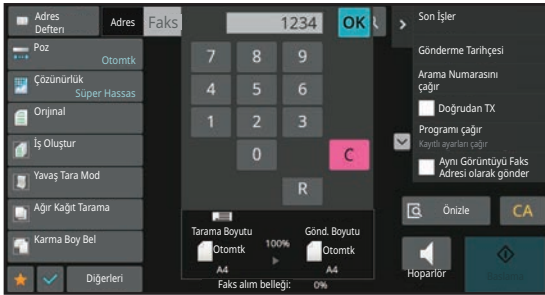 Adres
Defteri
Adres
Faks
1234
OK
Son İşler
Poz
Otomtk
Gönderme Tarihçesi
Çözünürlük
Süper Hassas
Arama Numarasını
çağır
Orijinal
Doğrudan TX
İş Oluştur
Programı çağır
Kayıtlı ayarları çağır
Yavaş Tara Mod
Aynı Görüntüyü Faks
Adresi olarak gönder
Ağır Kağıt Tarama
Karma Boy Bel
Diğerleri
7 8 9
4 5 6
1 2 3
0 C
R
Tarama Boyutu
Gönd. Boyutu
Otomtk
100%
Otomtk
A4
A4
Faks alım belleği: 0%
Önizle
CA
Hoparlör